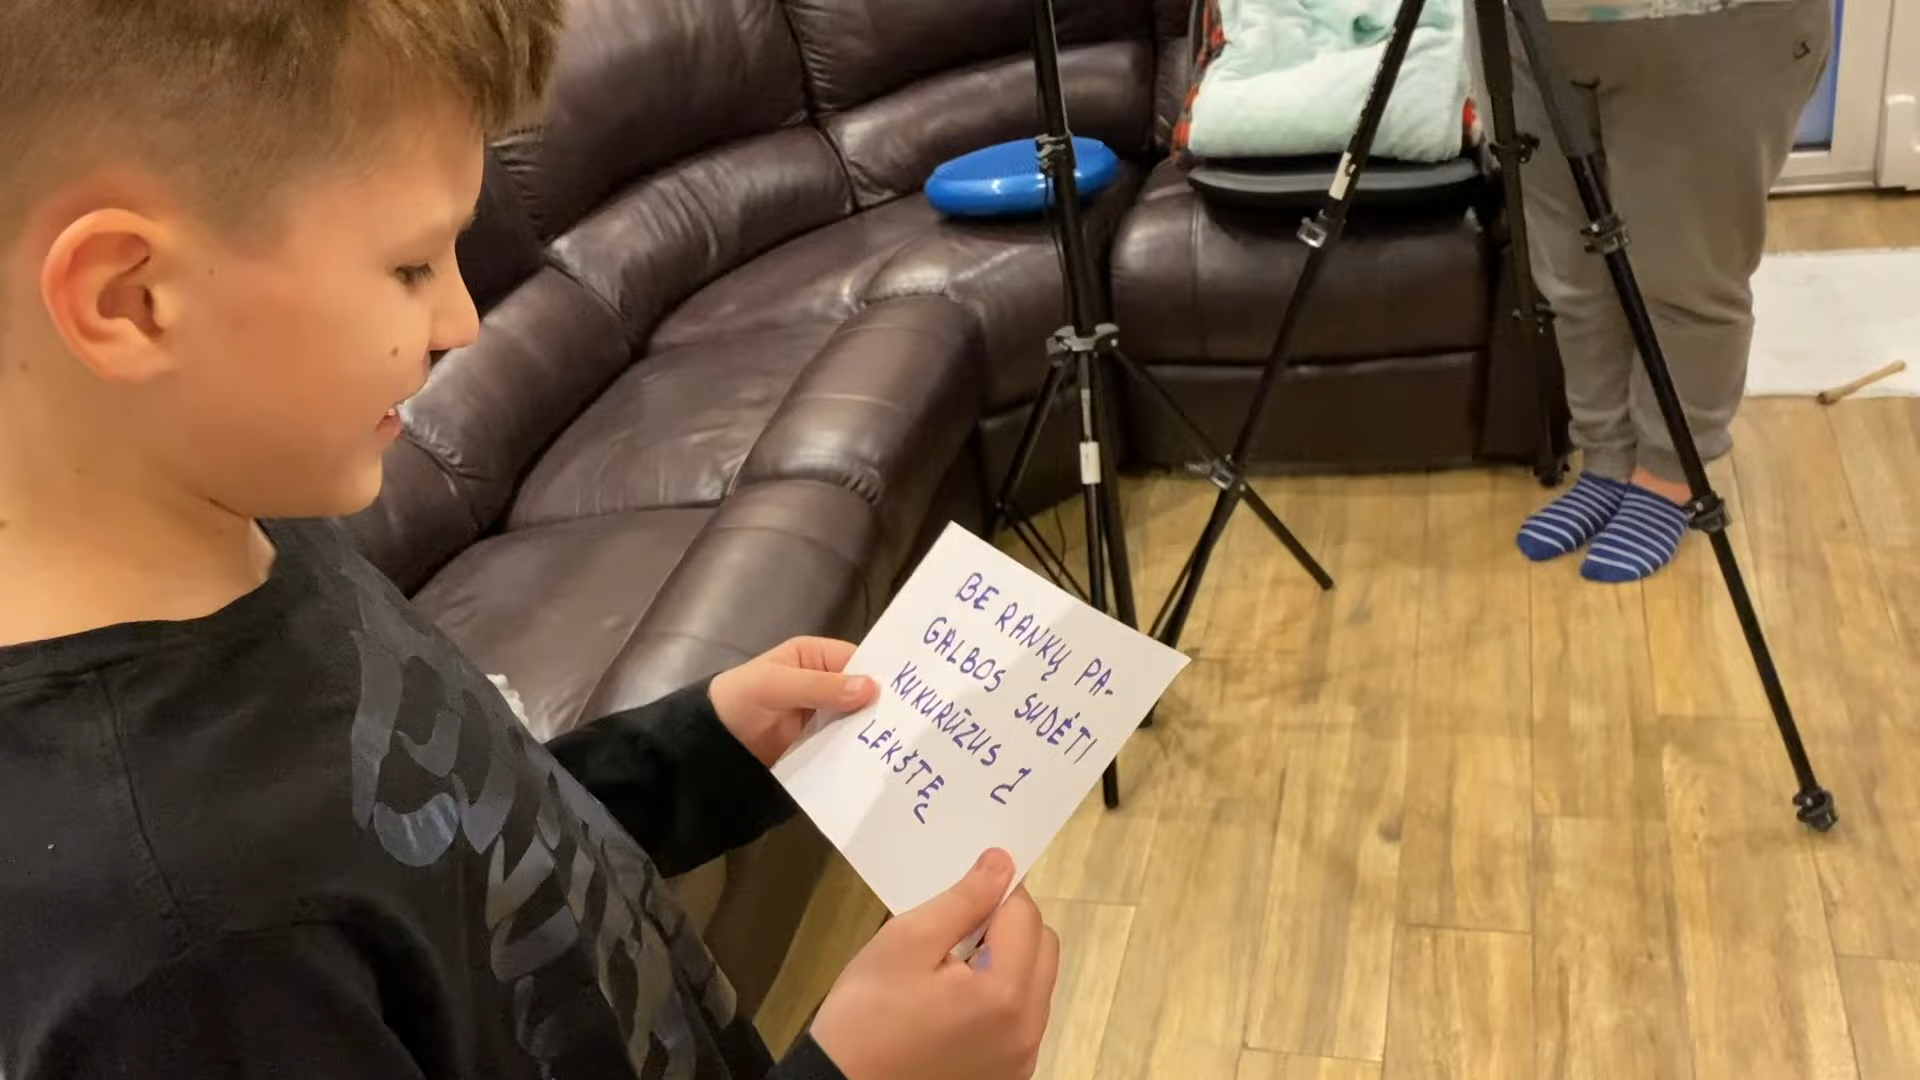 BE RANKŲ PA-
GALBOS SUDĖTI
KUKURŪZUS Į
LĖKŠTĘ